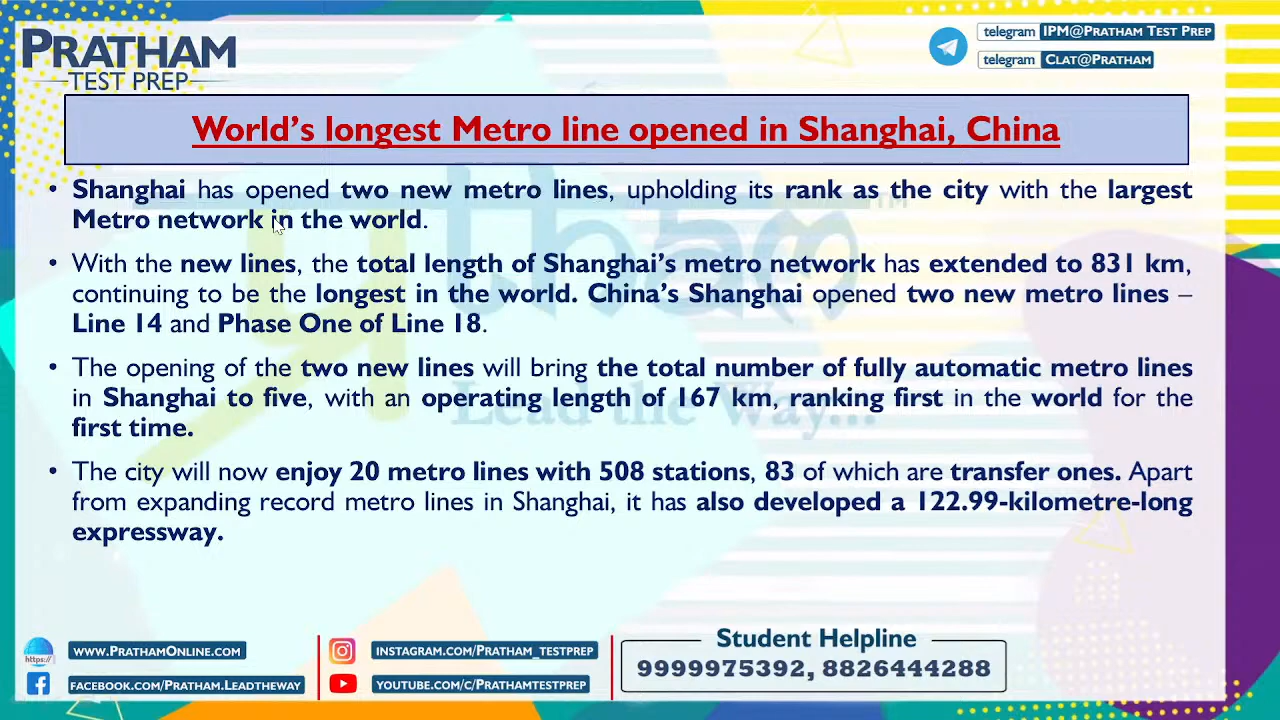 PRATHAM
TEST PREP
telegram IPM@PRATHAM TEST PREP
telegram CLAT@PRATHAM
World's longest Metro line opened in Shanghai, China
• Shanghai has opened two new metro lines, upholding its rank as the city with the largest
Metro network in the world.
• With the new lines, the total length of Shanghai's metro network has extended to 831 km,
continuing to be the longest in the world. China's Shanghai opened two new metro lines –
Line 14 and Phase One of Line 18.
• The opening of the two new lines will bring the total number of fully automatic metro lines
in Shanghai to five, with an operating length of 167 km, ranking first in the world for the
first time.
• The city will now enjoy 20 metro lines with 508 stations, 83 of which are transfer ones. Apart
from expanding record metro lines in Shanghai, it has also developed a 122.99-kilometre-long
expressway.
Lead the Way...
https://
WWW.PRATHAMONLINE.COM
FACEBOOK.COM/PRATHAM.LEADTHEWAY
INSTAGRAM.COM/PRATHAM_TESTPREP
YOUTUBE.COM/C/PRATHAMTESTPREP
Student Helpline
9999975392, 8826444288